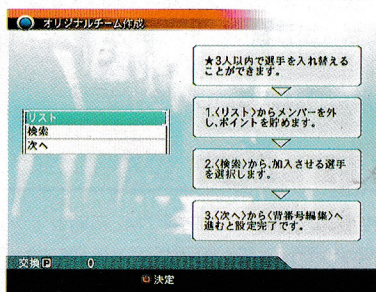 オリジナルチーム作成
★3人以内で選手を入れ替える
ことができます。
リスト
検索
次へ
1.〈リスト〉からメンバーを外
し、ポイントを貯めます。
2.〈検索〉から、加入させる選手
を選択します。
3.〈次へ〉から〈背番号編集〉へ
進むと設定完了です。
交換P 0
決定